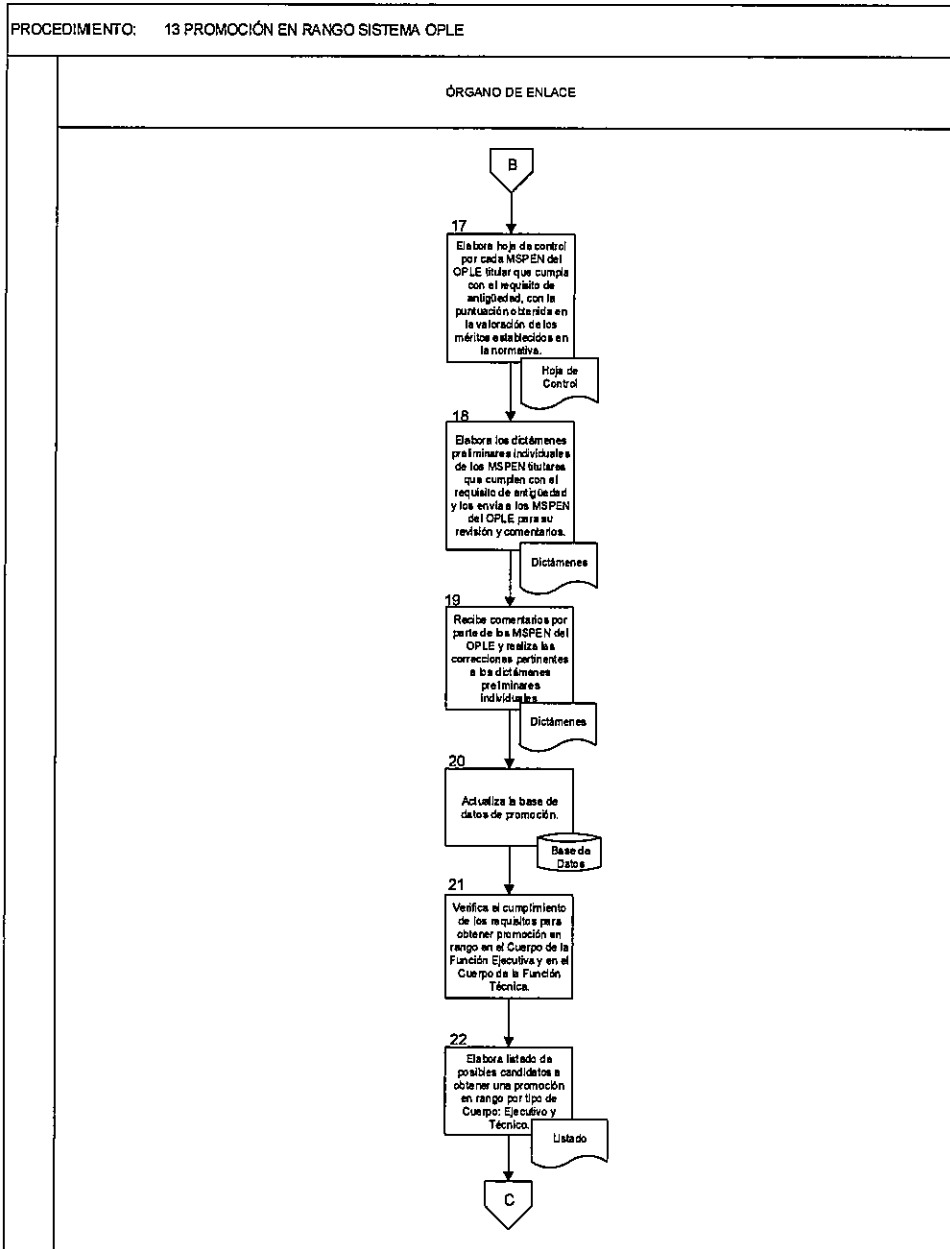 PROCEDIMIENTO: 13 PROMOCIÓN EN RANGO SISTEMA OPLE
ÓRGANO DE ENLACE
B
17
Elabora hoja de control
por cada MSPEN del
OPLE titular que cumpla
con el requisito de
antigüedad, con la
puntuación obtenida en
la valoración de los
méritos establecidos en
la normativa.
Hoja de
Control
18
Elabora los dictámenes
preliminares individuales
de los MSPEN titulares
que cumplen con el
requisito de antigüedad
y los envía a los MSPEN
del OPLE para su
revisión y comentarios.
Dictámenes
19
Recibe comentarios por
parte de los MSPEN del
OPLE y realiza las
correcciones pertinentes
a los dictámenes
preliminares
individuales
Dictámenes
20
Actualiza la base de
datos de promoción.
Base de
Datos
21
Verifica el cumplimiento
de los requisitos para
obtener promoción en
rango en el Cuerpo de la
Función Ejecutiva y en el
Cuerpo de la Función
Técnica.
22
Elabora listado de
posibles candidatos a
obtener una promoción
en rango por tipo de
Cuerpo: Ejecutivo y
Técnico.
Listado
C